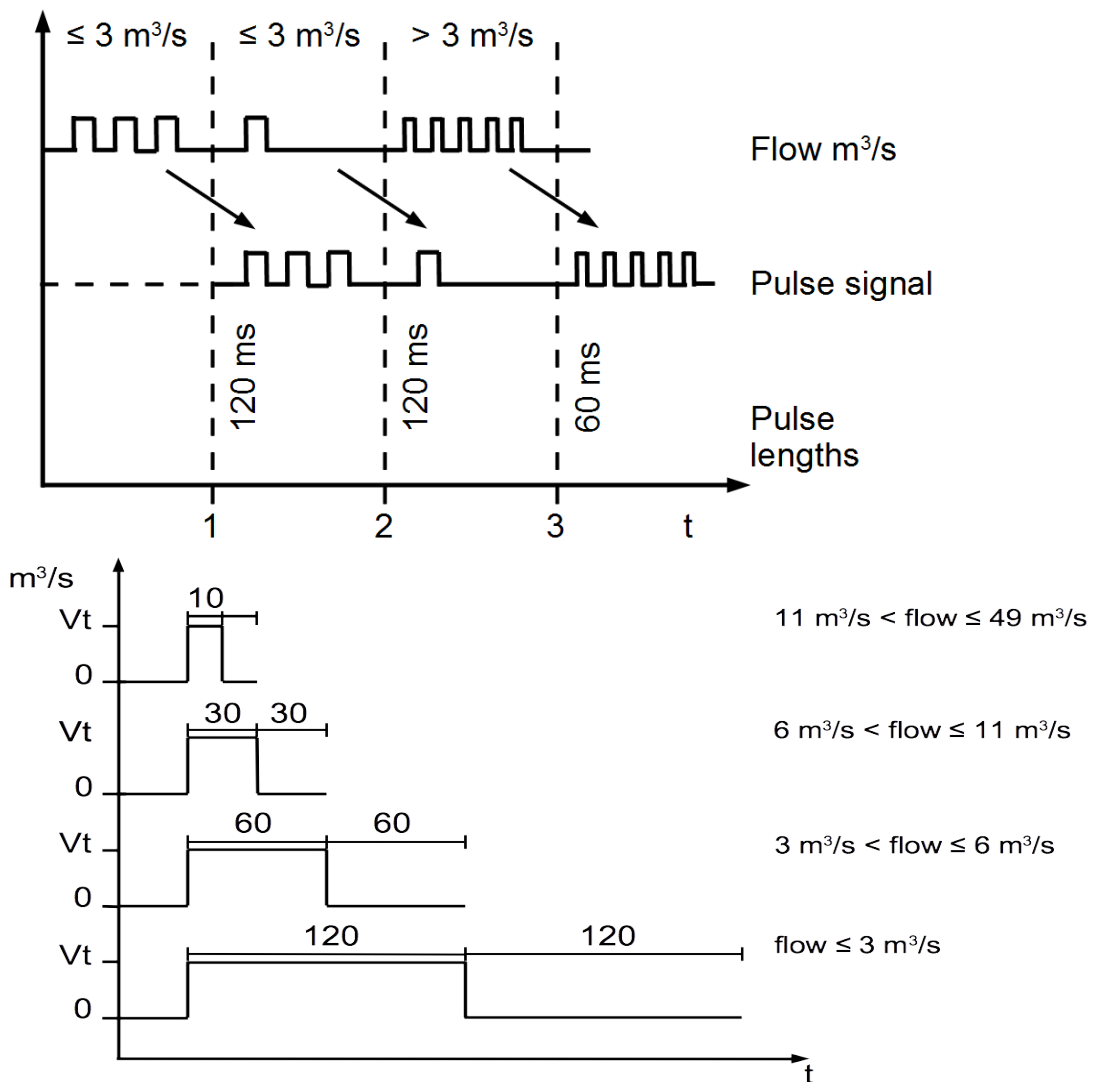 ≤ 3 m³/s ≤ 3 m³/s > 3 m³/s
Flow m³/s
Pulse signal
120 ms 120 ms 60 ms
Pulse
lengths
1 2 3 t
m³/s
10
Vt
11 m³/s < flow ≤ 49 m³/s
0
30 30
Vt
6 m³/s < flow ≤ 11 m³/s
0
60 60
Vt
3 m³/s < flow ≤ 6 m³/s
0
120 120
Vt
flow ≤ 3 m³/s
0
t